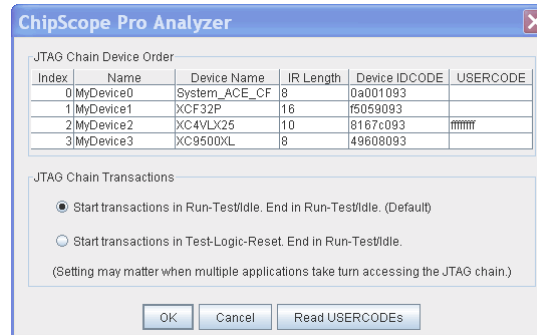 ChipScope Pro Analyzer
JTAG Chain Device Order
Index Name Device Name IR Length Device IDCODE USERCODE
0 MyDevice0 System_ACE_CF 8 0a001093
1 MyDevice1 XCF32P 16 f5059093
2 MyDevice2 XC4VLX25 10 8167c093 ffffffff
3 MyDevice3 XC9500XL 8 49608093
JTAG Chain Transactions
Start transactions in Run-Test/Idle. End in Run-Test/Idle. (Default)
Start transactions in Test-Logic-Reset. End in Run-Test/Idle.
(Setting may matter when multiple applications take turn accessing the JTAG chain.)
OK Cancel Read USERCODEs